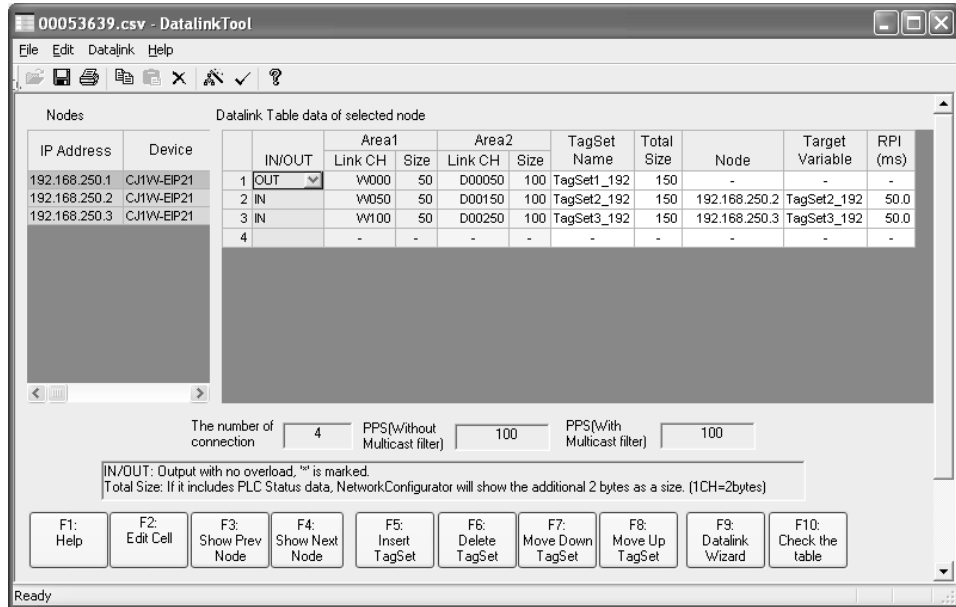 00053639.csv - DatalinkTool
File Edit Datalink Help
Nodes
Datalink Table data of selected node
IP Address Device
192.168.250.1 CJ1W-EIP21
192.168.250.2 CJ1W-EIP21
192.168.250.3 CJ1W-EIP21
Area1 Area2 TagSet Total Target RPI
IN/OUT Link CH Size Link CH Size Name Size Node Variable (ms)
1 OUT W000 50 D00050 100 TagSet1_192 150 - - -
2 IN W050 50 D00150 100 TagSet2_192 150 192.168.250.2 TagSet2_192 50.0
3 IN W100 50 D00250 100 TagSet3_192 150 192.168.250.3 TagSet3_192 50.0
4 - - - - - - - - -
The number of connection 4
PPS(Without Multicast filter) 100
PPS(With Multicast filter) 100
IN/OUT: Output with no overload, '*' is marked.
Total Size: If it includes PLC Status data, NetworkConfigurator will show the additional 2 bytes as a size. (1CH=2bytes)
F1: Help
F2: Edit Cell
F3: Show Prev Node
F4: Show Next Node
F5: Insert TagSet
F6: Delete TagSet
F7: Move Down TagSet
F8: Move Up TagSet
F9: Datalink Wizard
F10: Check the table
Ready